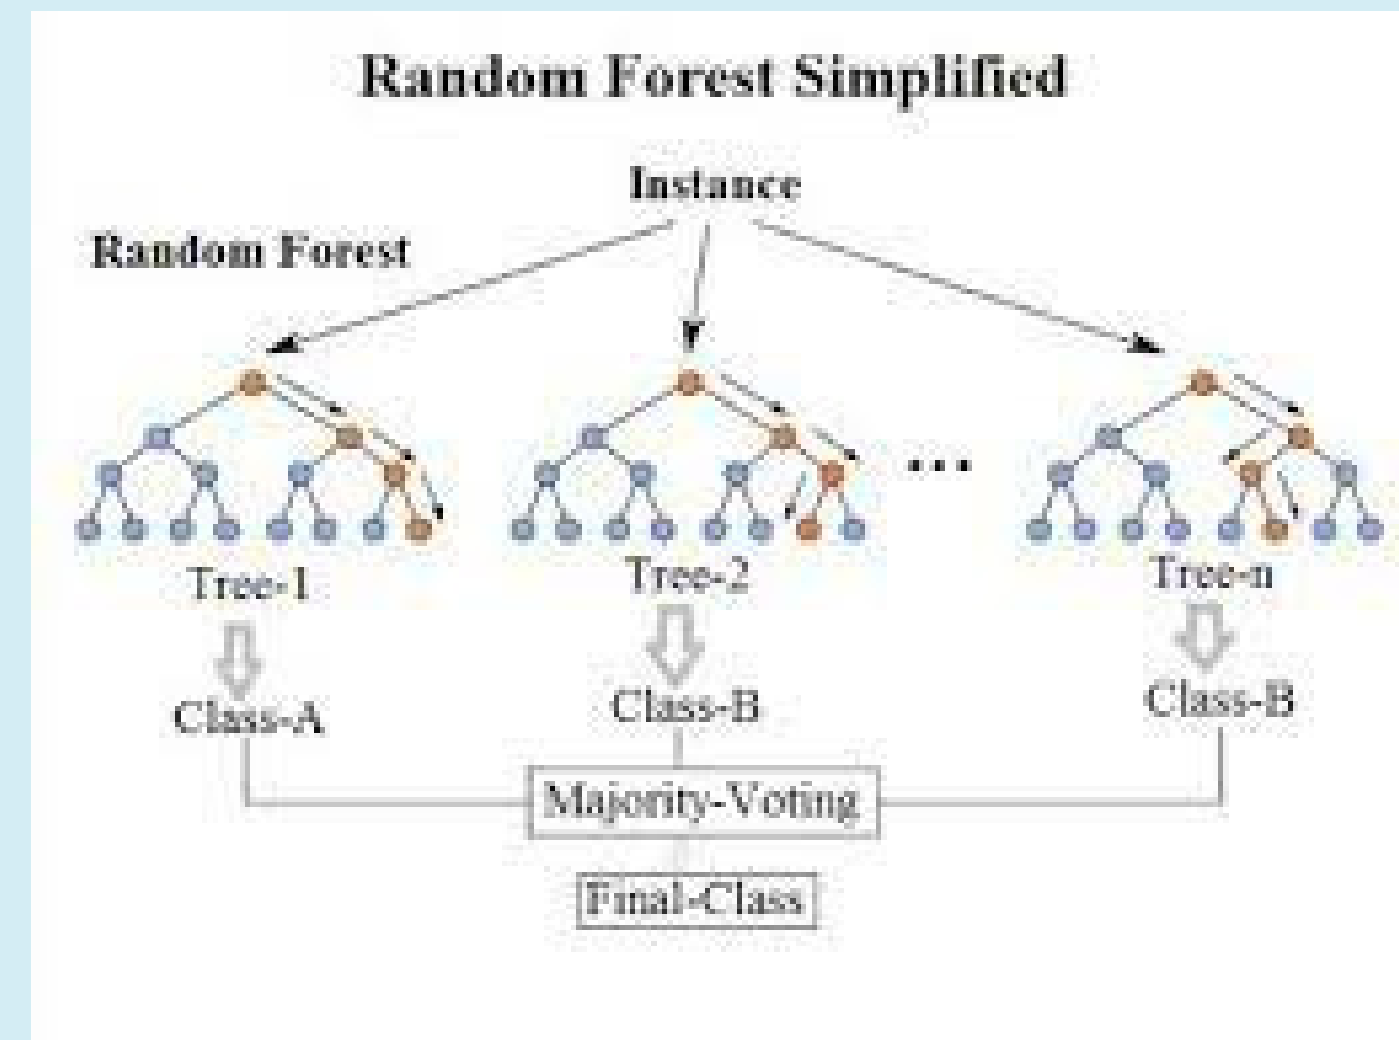 Random Forest Simplified
Instance
Random Forest
...
Tree-1
Tree-2
Tree-n
Class-A
Class-B
Class-B
Majority-Voting
Final-Class